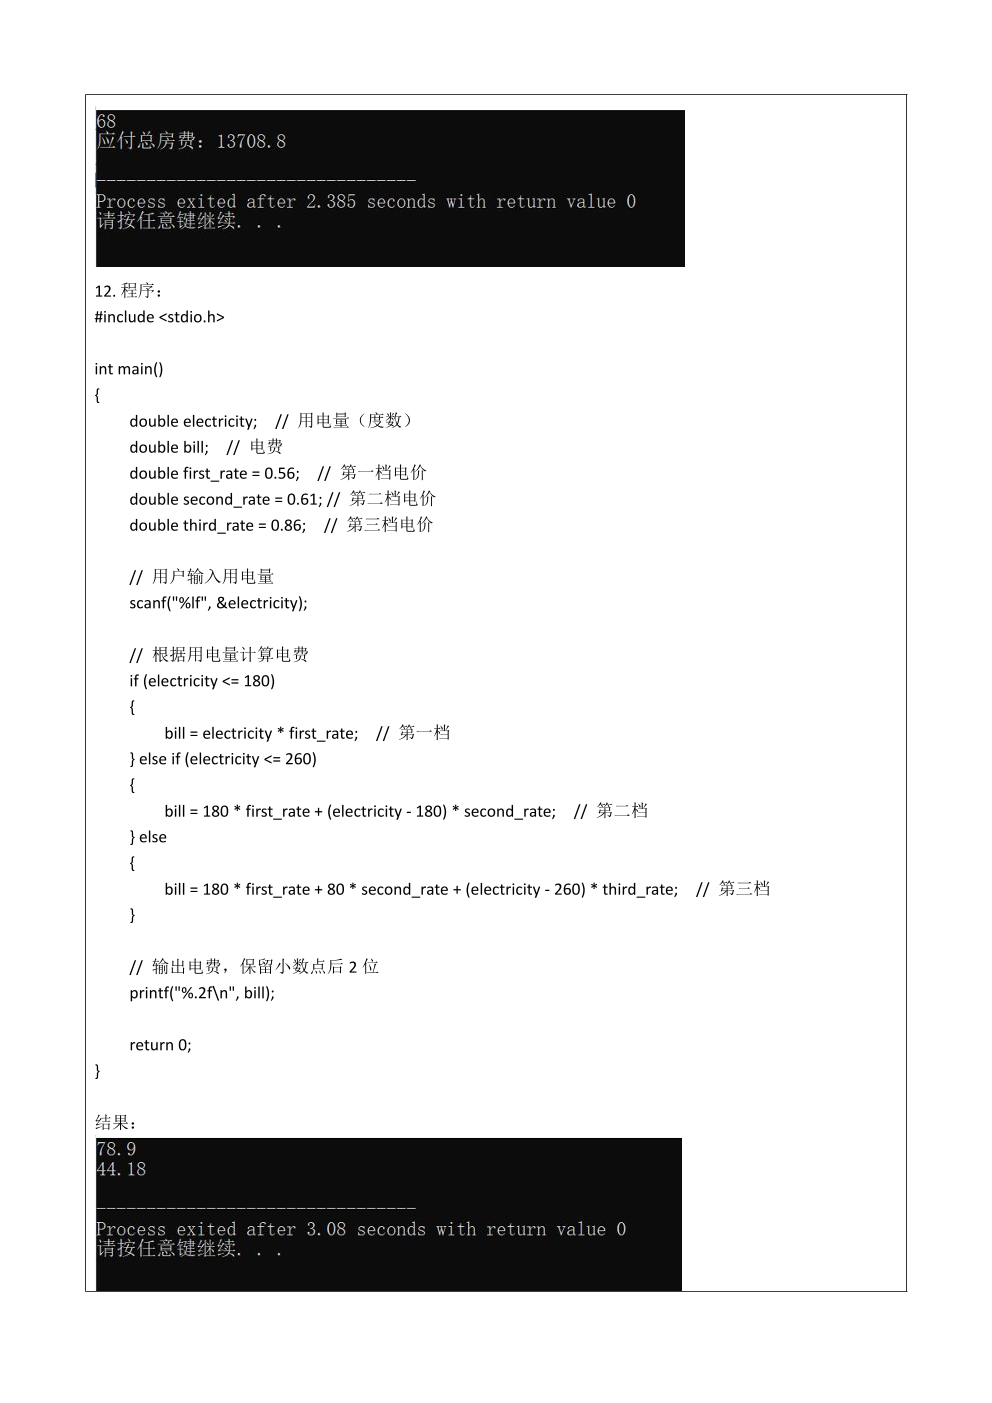 68
应付总房费：13708.8
--------------------------------
Process exited after 2.385 seconds with return value 0
请按任意键继续. . .
12. 程序：
#include <stdio.h>
int main()
{
double electricity; // 用电量（度数）
double bill; // 电费
double first_rate = 0.56; // 第一档电价
double second_rate = 0.61; // 第二档电价
double third_rate = 0.86; // 第三档电价
// 用户输入用电量
scanf("%lf", &electricity);
// 根据用电量计算电费
if (electricity <= 180)
{
bill = electricity * first_rate; // 第一档
} else if (electricity <= 260)
{
bill = 180 * first_rate + (electricity - 180) * second_rate; // 第二档
} else
{
bill = 180 * first_rate + 80 * second_rate + (electricity - 260) * third_rate; // 第三档
}
// 输出电费，保留小数点后 2 位
printf("%.2f\n", bill);
return 0;
}
结果：
78.9
44.18
--------------------------------
Process exited after 3.08 seconds with return value 0
请按任意键继续. . .